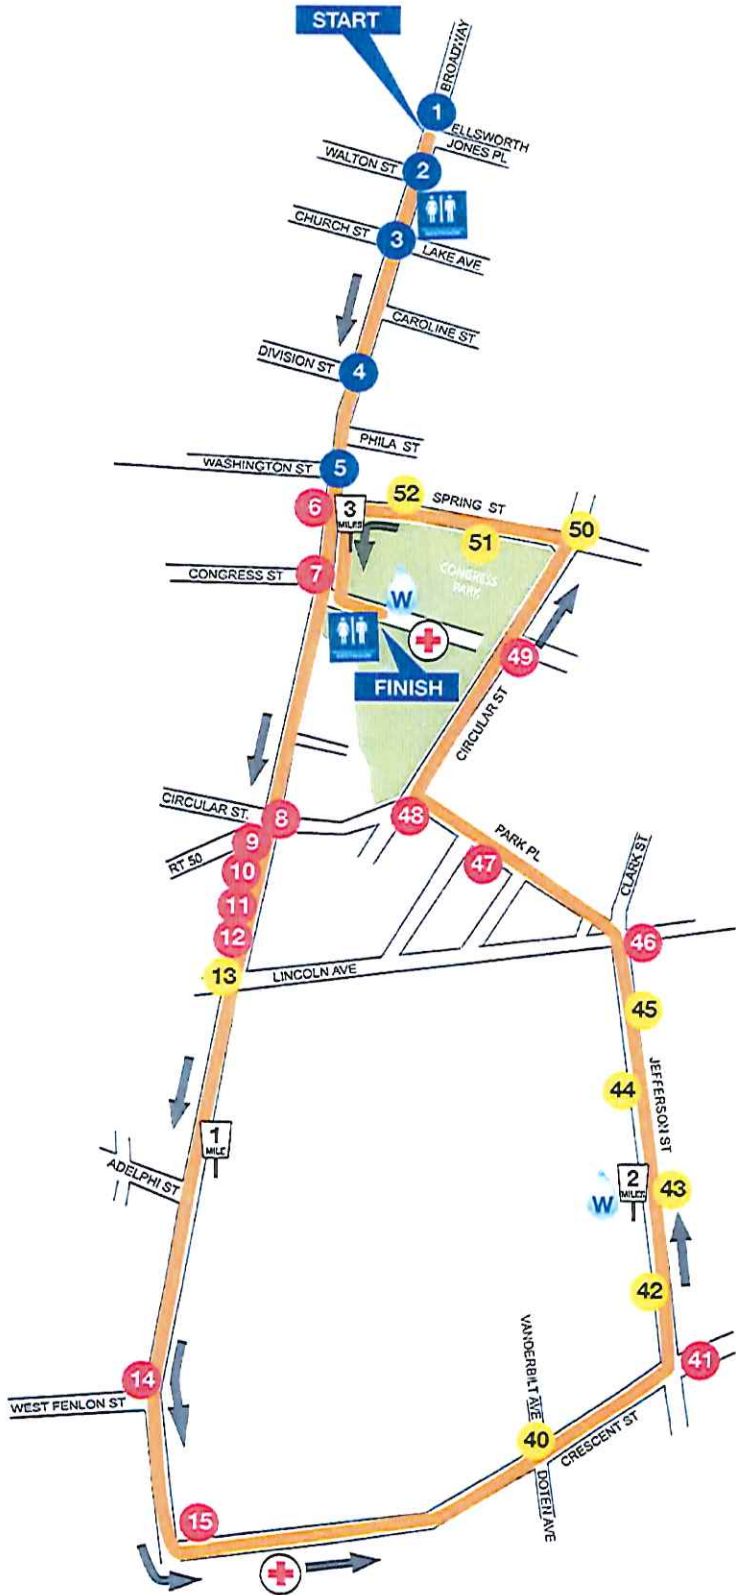 START
BROADWAY
1
ELLSWORTH
JONES PL
WALTON ST
2
CHURCH ST
3
LAKE AVE
CAROLINE ST
DIVISION ST
4
PHILA ST
WASHINGTON ST
5
6
3
MILES
52
SPRING ST
51
50
CONGRESS ST
7
CONGRESS
PARK
W
49
FINISH
CIRCULAR ST
CIRCULAR ST.
8
48
RT 50
9
PARK PL
10
47
CLARK ST
11
12
46
13
LINCOLN AVE
45
JEFFERSON ST
44
1
MILE
ADELPHI ST
2
MILES
43
W
42
VANDERBILT AVE
41
14
WEST FENLON ST
40
CRESCENT ST
DOTEN AVE
15